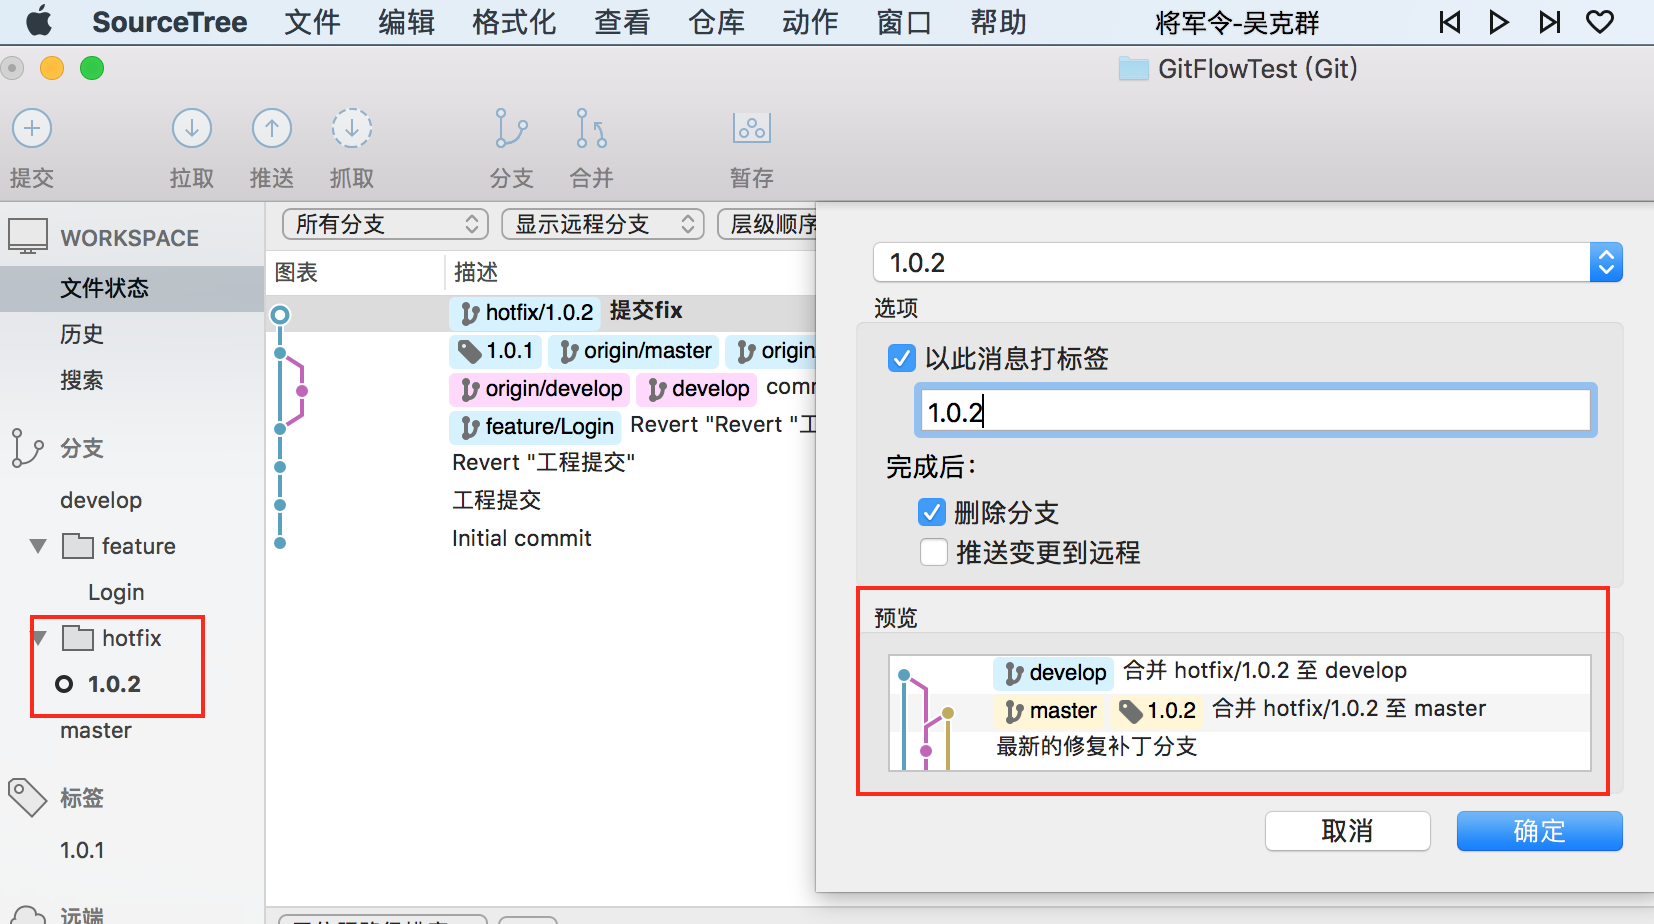 SourceTree 文件 编辑 格式化 查看 仓库 动作 窗口 帮助 将军令-吴克群
GitFlowTest (Git)
提交 拉取 推送 抓取 分支 合并 暂存
WORKSPACE
文件状态
历史
搜索
分支
develop
feature
Login
hotfix
1.0.2
master
标签
1.0.1
远端
所有分支 显示远程分支 层级顺序
图表 描述
hotfix/1.0.2 提交fix
1.0.1 origin/master origin
origin/develop develop comm
feature/Login Revert "Revert "工
Revert "工程提交"
工程提交
Initial commit
1.0.2
选项
以此消息打标签
1.0.2
完成后：
删除分支
推送变更到远程
预览
develop 合并 hotfix/1.0.2 至 develop
master 1.0.2 合并 hotfix/1.0.2 至 master
最新的修复补丁分支
取消 确定